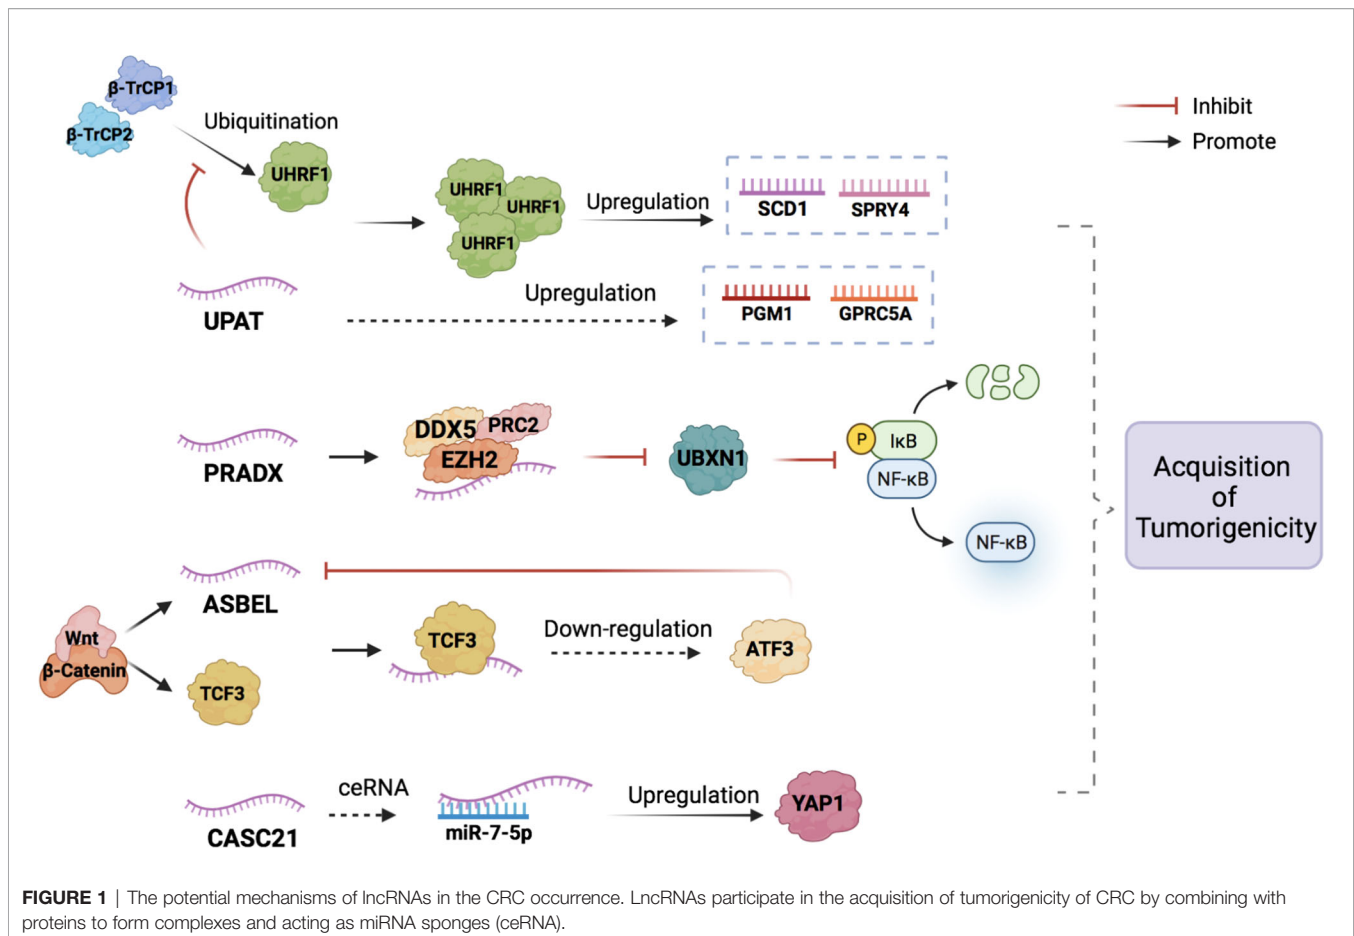 β-TrCP1
β-TrCP2
Ubiquitination
UHRF1
UHRF1
UHRF1
UHRF1
Upregulation
SCD1
SPRY4
Inhibit
Promote
UPAT
Upregulation
PGM1
GPRC5A
PRADX
DDX5
PRC2
EZH2
UBXN1
P
IκB
NF-κB
NF-κB
Acquisition
of
Tumorigenicity
ASBEL
Wnt
β-Catenin
TCF3
TCF3
Down-regulation
ATF3
CASC21
ceRNA
miR-7-5p
Upregulation
YAP1
FIGURE 1 | The potential mechanisms of lncRNAs in the CRC occurrence. LncRNAs participate in the acquisition of tumorigenicity of CRC by combining with
proteins to form complexes and acting as miRNA sponges (ceRNA).